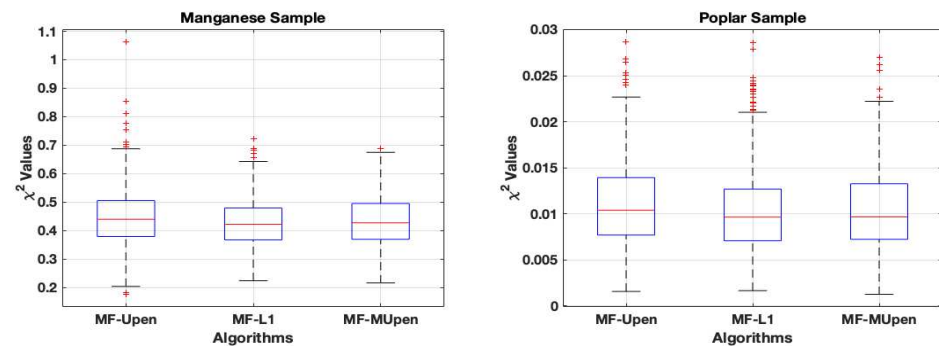 Manganese Sample
1.1
1
0.9
0.8
0.7
0.6
0.5
0.4
0.3
0.2
χ² Values
MF-Upen MF-L1 MF-MUpen
Algorithms
Poplar Sample
0.03
0.025
0.02
0.015
0.01
0.005
0
χ² Values
MF-Upen MF-L1 MF-MUpen
Algorithms